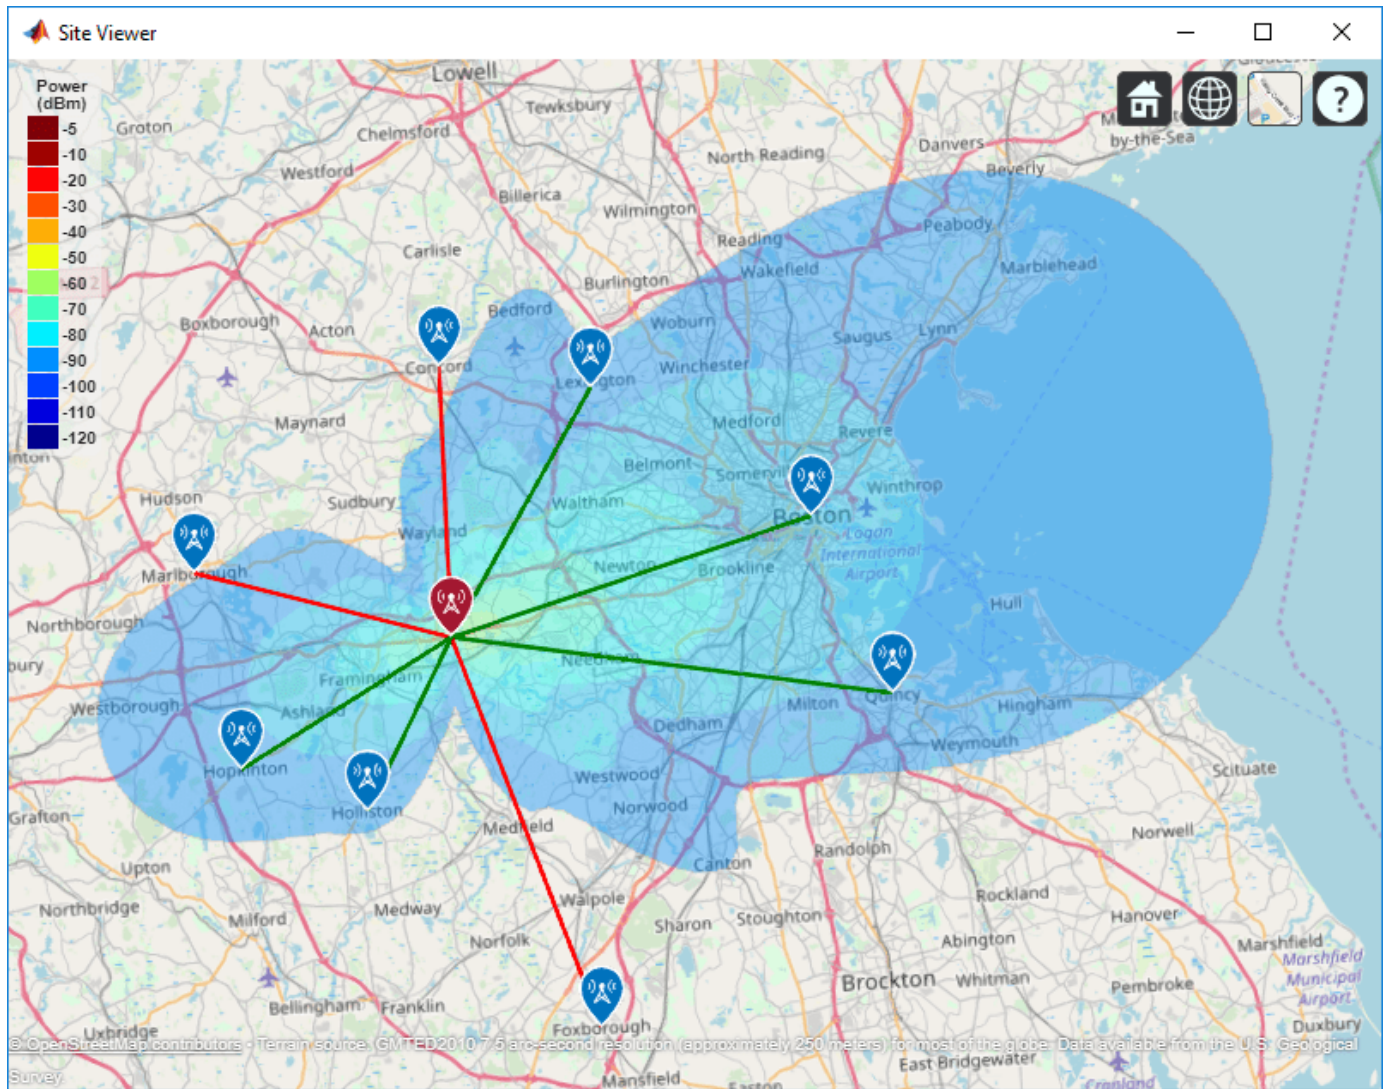 Site Viewer
Power
(dBm)
-5
-10
-20
-30
-40
-50
-60
-70
-80
-90
-100
-110
-120
Lowell
Tewksbury
Groton
Chelmsford
Westford
North Reading
Danvers
by-the-Sea
Beverly
Billerica
Wilmington
Peabody
Reading
Carlisle
Wakefield
Marblehead
Burlington
Bedford
Boxborough
Acton
Woburn
Saugus
Lynn
Concord
Lexington
Winchester
Maynard
Medford
Revere
Belmont
Hudson
Sudbury
Waltham
Winthrop
Boston
Wayland
Logan
International
Airport
Marlborough
Newton
Brookline
Hull
Northborough
Needham
Framingham
Westborough
Ashland
Milton
Quincy
Hingham
Dedham
Weymouth
Hopkinton
Westwood
Scituate
Grafton
Holliston
Norwood
Medfield
Norwell
Upton
Canton
Randolph
Northbridge
Milford
Medway
Walpole
Rockland
Sharon
Stoughton
Hanover
Norfolk
Abington
Marshfield
Marshfield
Municipal
Airport
Brockton
Whitman
Pembroke
Bellingham
Franklin
Foxborough
Duxbury
Uxbridge
© OpenStreetMap contributors • Terrain source: GMTED2010 7.5 arc-second resolution (approximately 250 meters) for most of the globe. Data available from the U.S. Geological
Survey.
East Bridgewater
Mansfield
Easton
Cranland